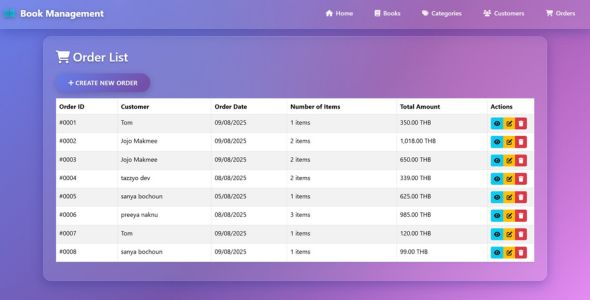 Book Management Home Books Categories Customers Orders
Order List
+ CREATE NEW ORDER
Order ID Customer Order Date Number of Items Total Amount Actions
#0001 Tom 09/08/2025 1 items 350.00 THB
#0002 Jojo Makmee 09/08/2025 2 items 1,018.00 THB
#0003 Jojo Makmee 09/08/2025 2 items 650.00 THB
#0004 tazzyo dev 08/08/2025 2 items 339.00 THB
#0005 sanya bochoun 05/08/2025 1 items 625.00 THB
#0006 preeya naknu 08/08/2025 3 items 985.00 THB
#0007 Tom 09/08/2025 1 items 120.00 THB
#0008 sanya bochoun 09/08/2025 1 items 99.00 THB